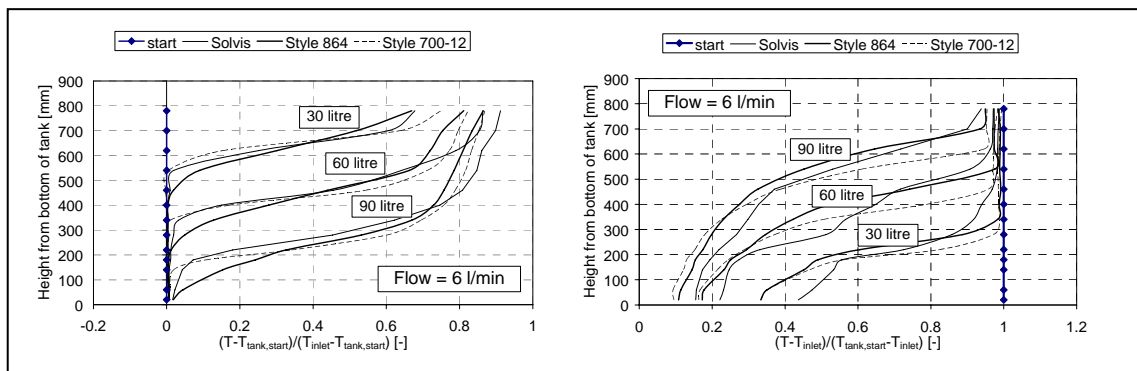 start Solvis Style 864 Style 700-12
900
800
700
600
500
400
300
200
100
0
Height from bottom of tank [mm]
30 litre
60 litre
90 litre
Flow = 6 l/min
-0.2 0 0.2 0.4 0.6 0.8 1
(T-Ttank,start)/(Tinlet-Ttank,start) [-]
start Solvis Style 864 Style 700-12
900
800
700
600
500
400
300
200
100
0
Height from bottom of tank [mm]
Flow = 6 l/min
90 litre
60 litre
30 litre
0 0.2 0.4 0.6 0.8 1 1.2
(T-Tinlet)/(Ttank,start-Tinlet) [-]